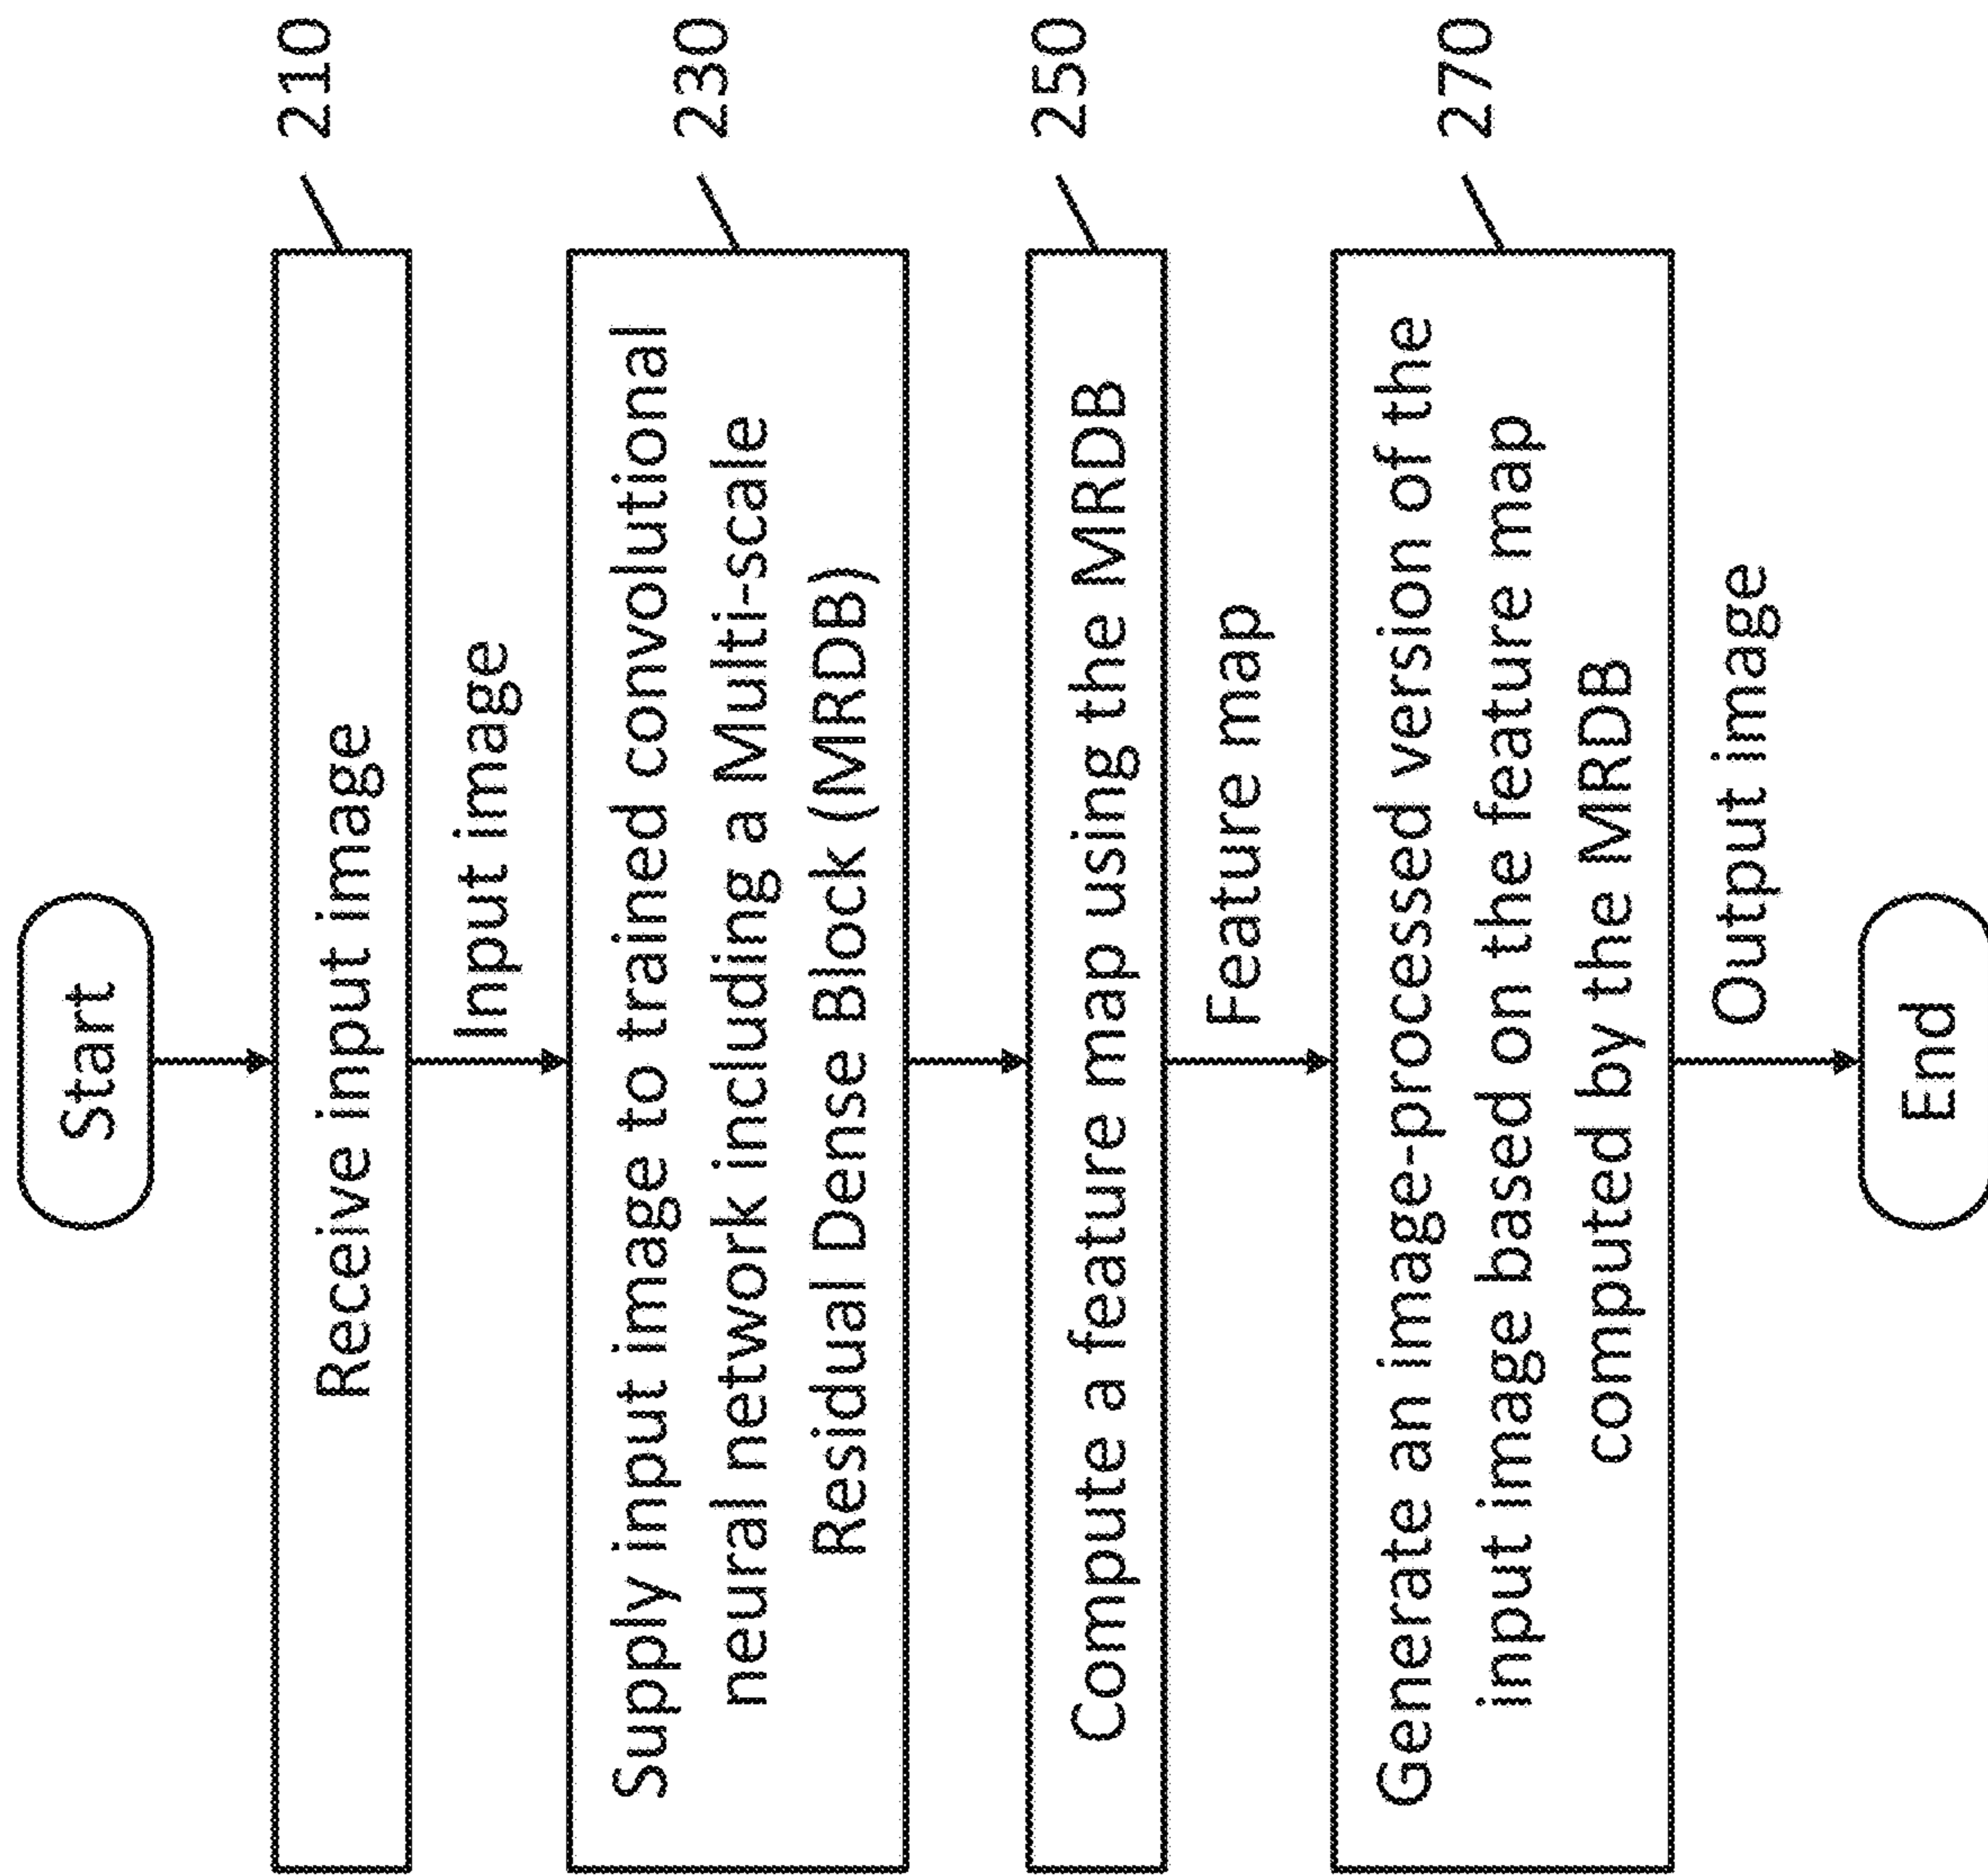 Start
Receive input image
210
Input image
Supply input image to trained convolutional
neural network including a Multi-scale
Residual Dense Block (MRDB)
230
Compute a feature map using the MRDB
250
Feature map
Generate an image-processed version of the
input image based on the feature map
computed by the MRDB
270
Output image
End